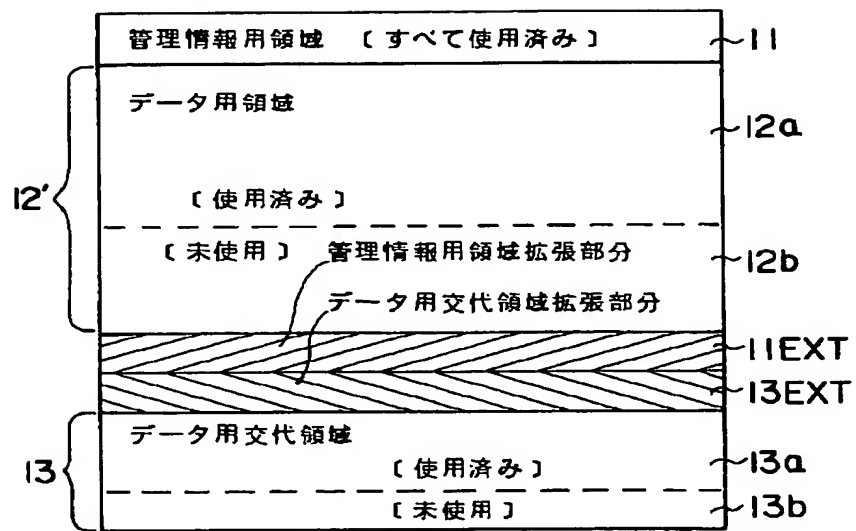 管理情報用領域 〔すべて使用済み〕 11
データ用領域
12a
12'
〔使用済み〕
〔未使用〕 管理情報用領域拡張部分
12b
データ用交代領域拡張部分
11EXT
13EXT
データ用交代領域
13
〔使用済み〕 13a
〔未使用〕 13b